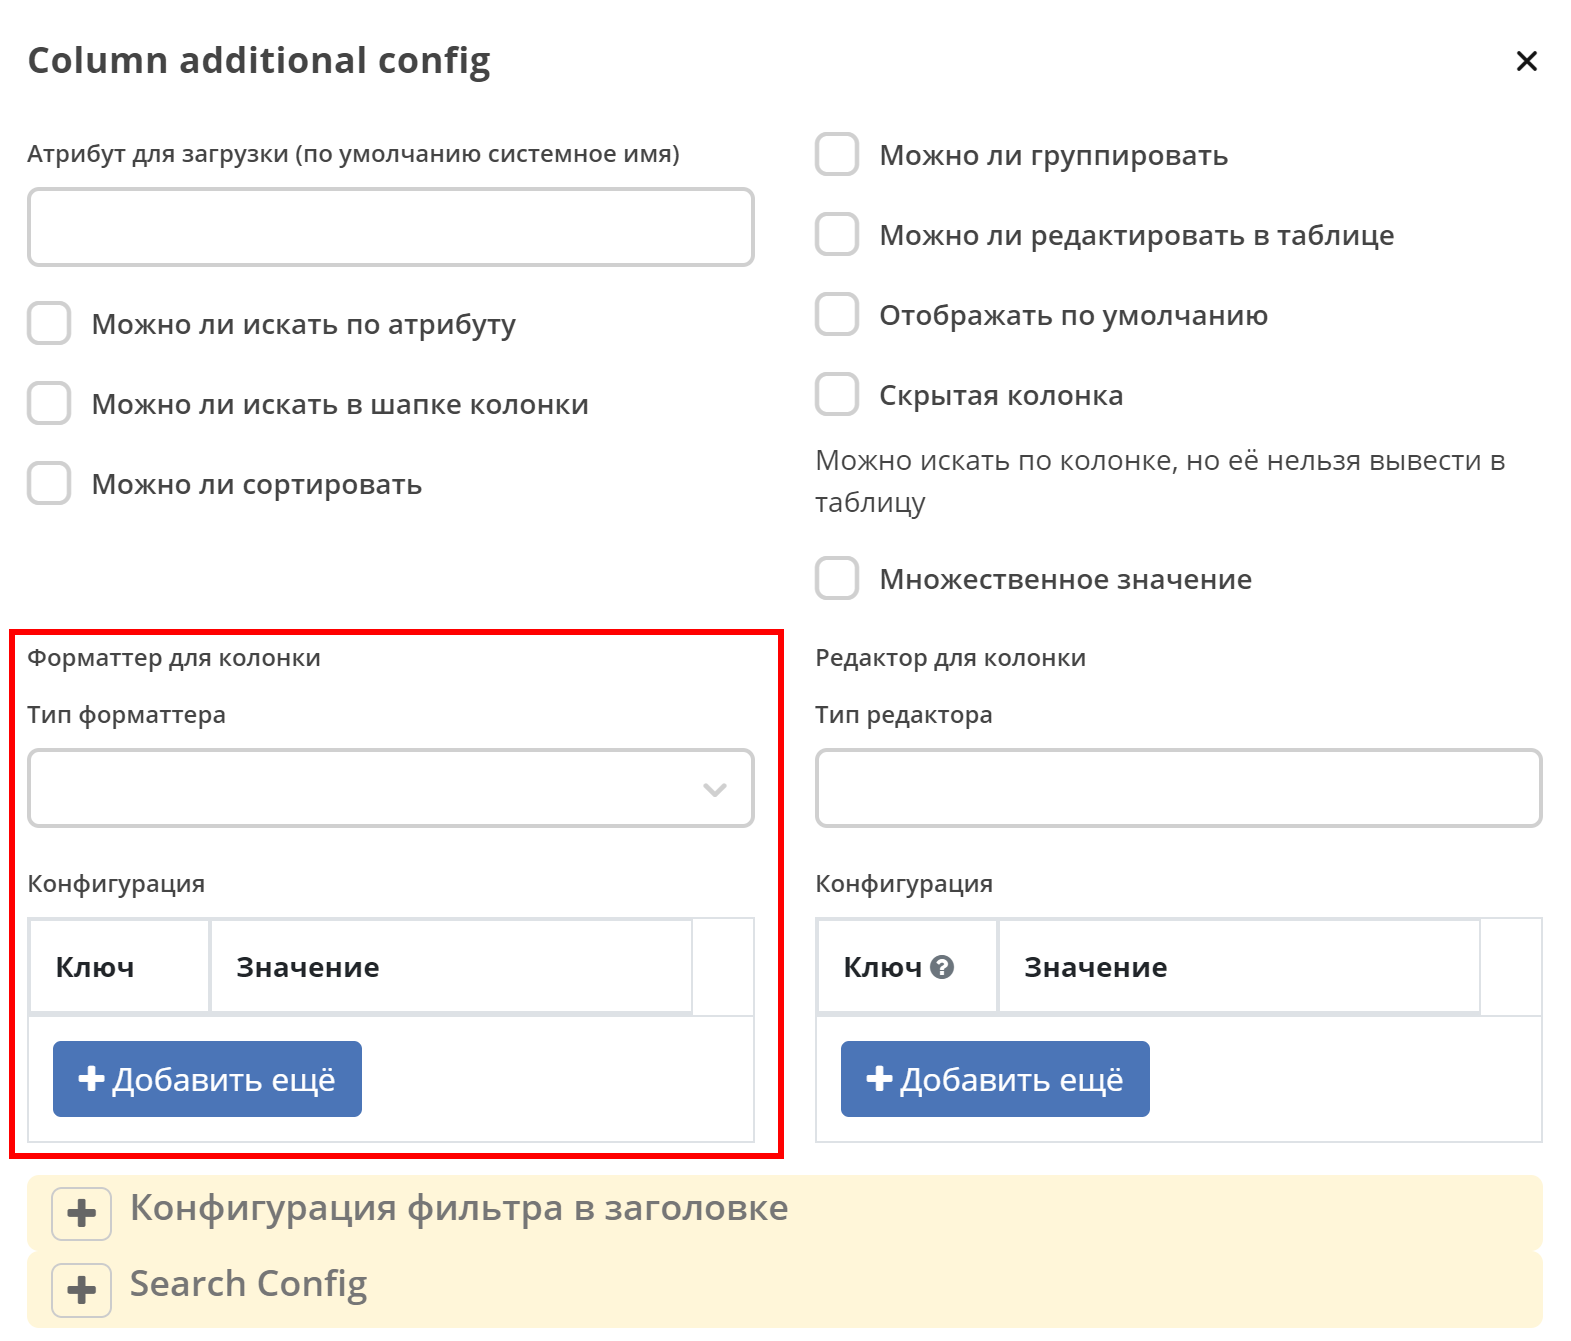 Column additional config
Атрибут для загрузки (по умолчанию системное имя)
Можно ли искать по атрибуту
Можно ли искать в шапке колонки
Можно ли сортировать
Можно ли группировать
Можно ли редактировать в таблице
Отображать по умолчанию
Скрытая колонка
Можно искать по колонке, но её нельзя вывести в
таблицу
Множественное значение
Форматтер для колонки
Тип форматтера
Конфигурация
Ключ Значение
Добавить ещё
Редактор для колонки
Тип редактора
Конфигурация
Ключ Значение
Добавить ещё
Конфигурация фильтра в заголовке
Search Config